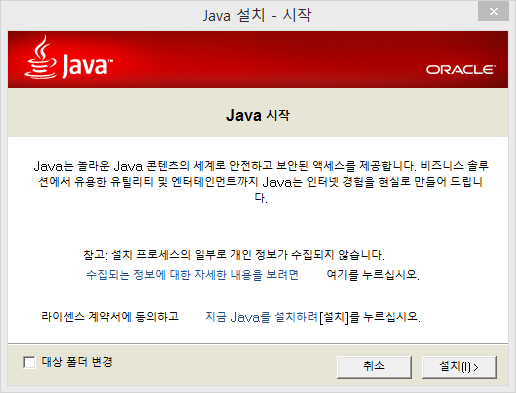 Java 설치 - 시작
Java™
ORACLE
Java 시작
Java는 놀라운 Java 콘텐츠의 세계로 안전하고 보안된 액세스를 제공합니다. 비즈니스 솔루
션에서 유용한 유틸리티 및 엔터테인먼트까지 Java는 인터넷 경험을 현실로 만들어 드립니
다.
참고: 설치 프로세스의 일부로 개인 정보가 수집되지 않습니다.
수집되는 정보에 대한 자세한 내용을 보려면 여기를 누르십시오.
라이센스 계약서에 동의하고 지금 Java를 설치하려[설치]를 누르십시오.
대상 폴더 변경
취소
설치(I) >